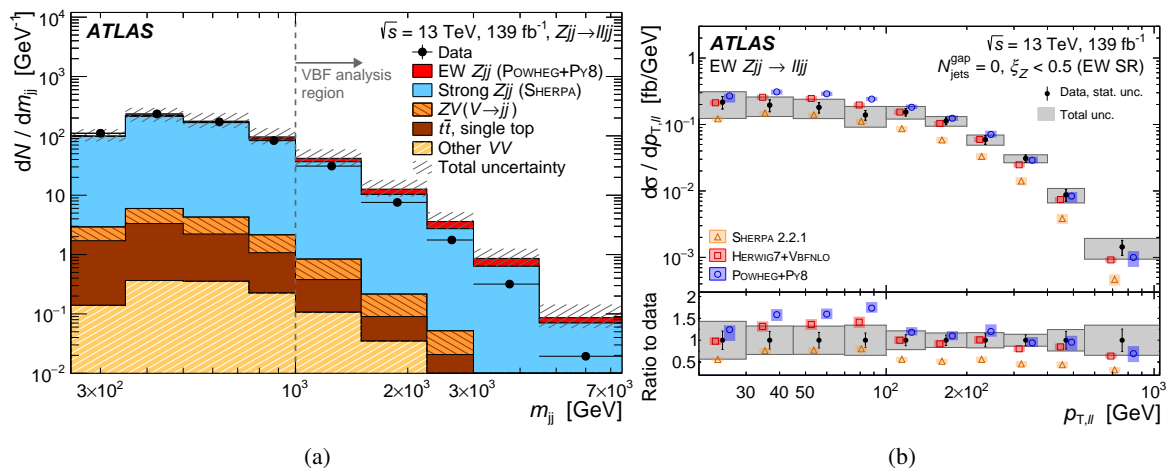 ATLAS
√s = 13 TeV, 139 fb⁻¹, Zjj→lljj
Data
EW Zjj (POWHEG+PY8)
Strong Zjj (SHERPA)
ZV(V→jj)
tt̄, single top
Other VV
Total uncertainty
VBF analysis
region
dN / dm_jj [GeV⁻¹]
10⁴
10³
10²
10
1
10⁻¹
10⁻²
3×10² 10³ 2×10³ 3×10³ 7×10³
m_jj [GeV]
(a)
ATLAS
√s = 13 TeV, 139 fb⁻¹
EW Zjj → lljj
N_jets^gap = 0, ξ_Z < 0.5 (EW SR)
Data, stat. unc.
Total unc.
SHERPA 2.2.1
HERWIG7+VBFNLO
POWHEG+PY8
dσ / dp_T,ll [fb/GeV]
1
10⁻¹
10⁻²
10⁻³
Ratio to data
2
1.5
1
0.5
30 40 50 10² 2×10² 10³
p_T,ll [GeV]
(b)